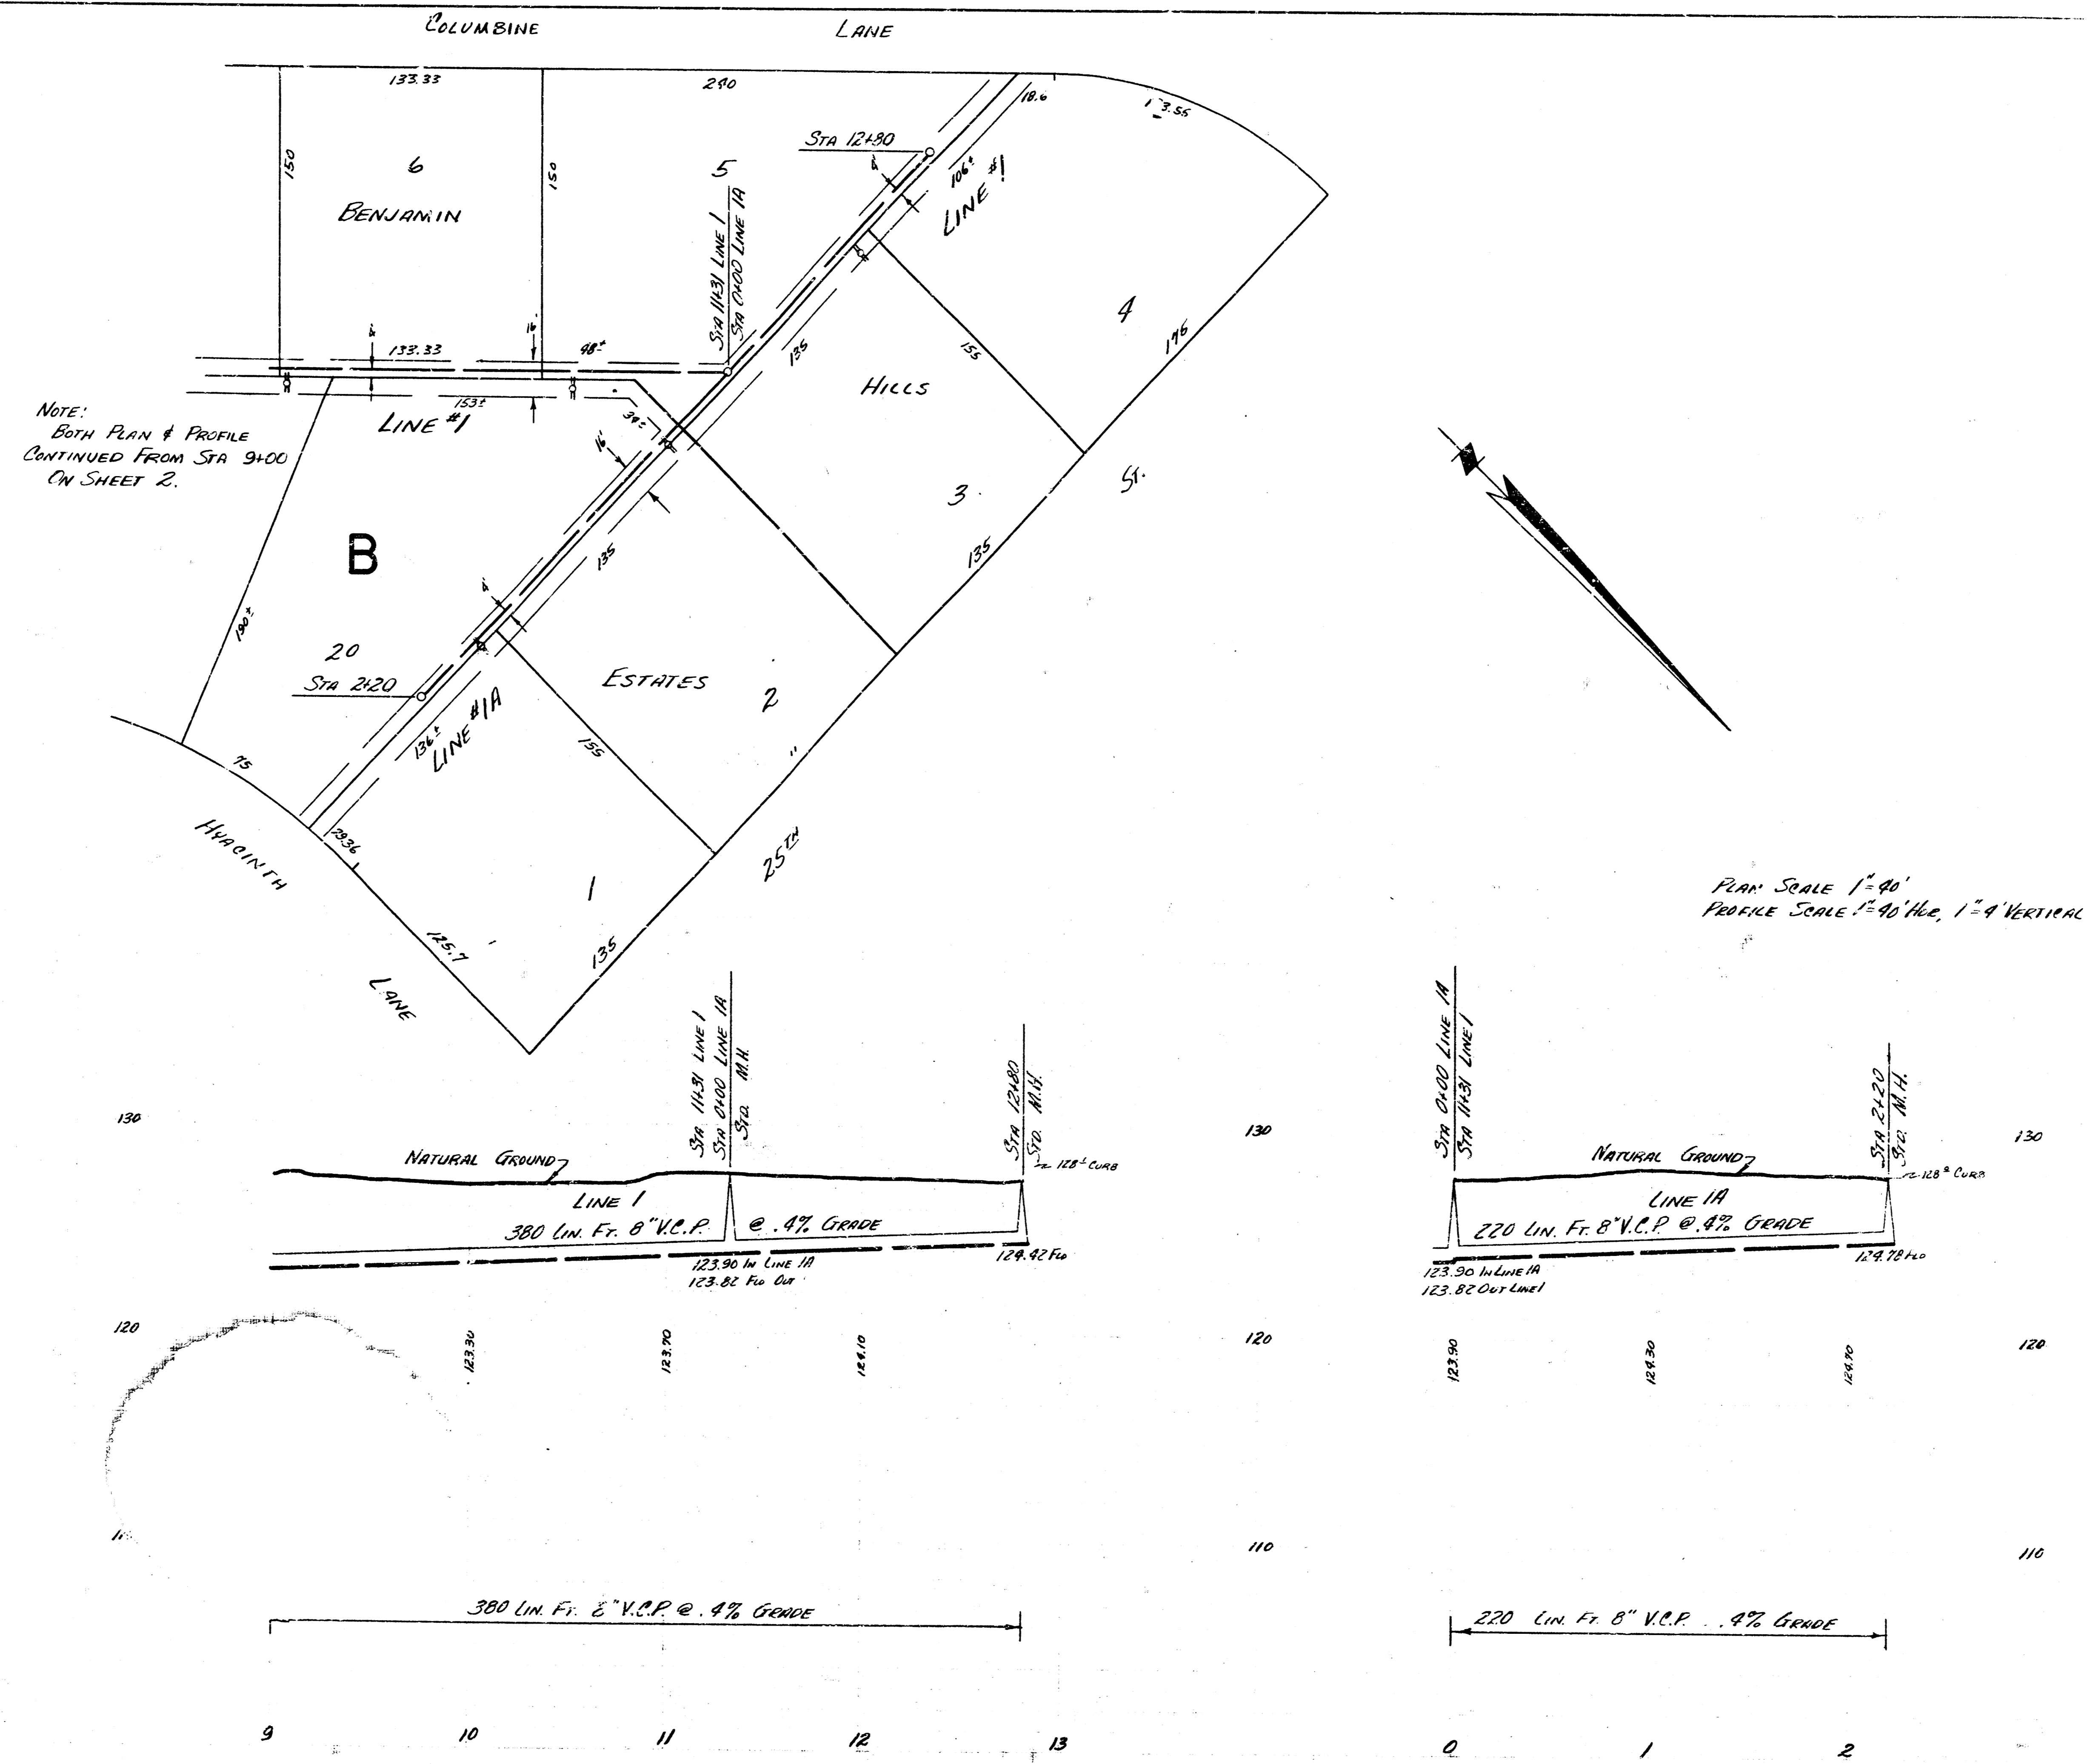 COLUMBINE LANE
133.33
240
18.6
150
6
150
5
STA 12+80
4'
106±
LINE #1
BENJAMIN
STA 11+31 LINE 1
STA 0+00 LINE 1A
4
175
155
135
HILLS
4'
133.33
16'
48±
153±
LINE #1
34±
16'
NOTE:
BOTH PLAN & PROFILE
CONTINUED FROM STA 9+00
ON SHEET 2.
3
ST.
135
135
B
4'
190±
20
STA 2+20
ESTATES
2
LINE #1A
136±
155
75
HYACINTH
29.36
25TH
1
135
125.7
LANE
PLAN SCALE 1"=40'
PROFILE SCALE 1"=40' HOR, 1"=4' VERTICAL
STA 11+31 LINE 1
STA 0+00 LINE 1A
STD. M.H.
STA 12+80
STD. M.H.
130
130
NATURAL GROUND
128± CURB
LINE 1
380 LIN. FT. 8" V.C.P. @ .4% GRADE
123.90 IN LINE 1A
123.82 FLO OUT
124.42 FLO
120
120
123.30
123.70
124.10
110
380 LIN. FT. 8" V.C.P. @ .4% GRADE
9 10 11 12 13
STA 0+00 LINE 1A
STA 11+31 LINE 1
STA 2+20
STD. M.H.
130
NATURAL GROUND
128± CURB
LINE 1A
220 LIN. FT. 8" V.C.P. @ .4% GRADE
123.90 IN LINE 1A
123.82 OUT LINE 1
124.78 FLO
120
123.90
124.30
124.70
110
220 LIN. FT. 8" V.C.P. .4% GRADE
0 1 2